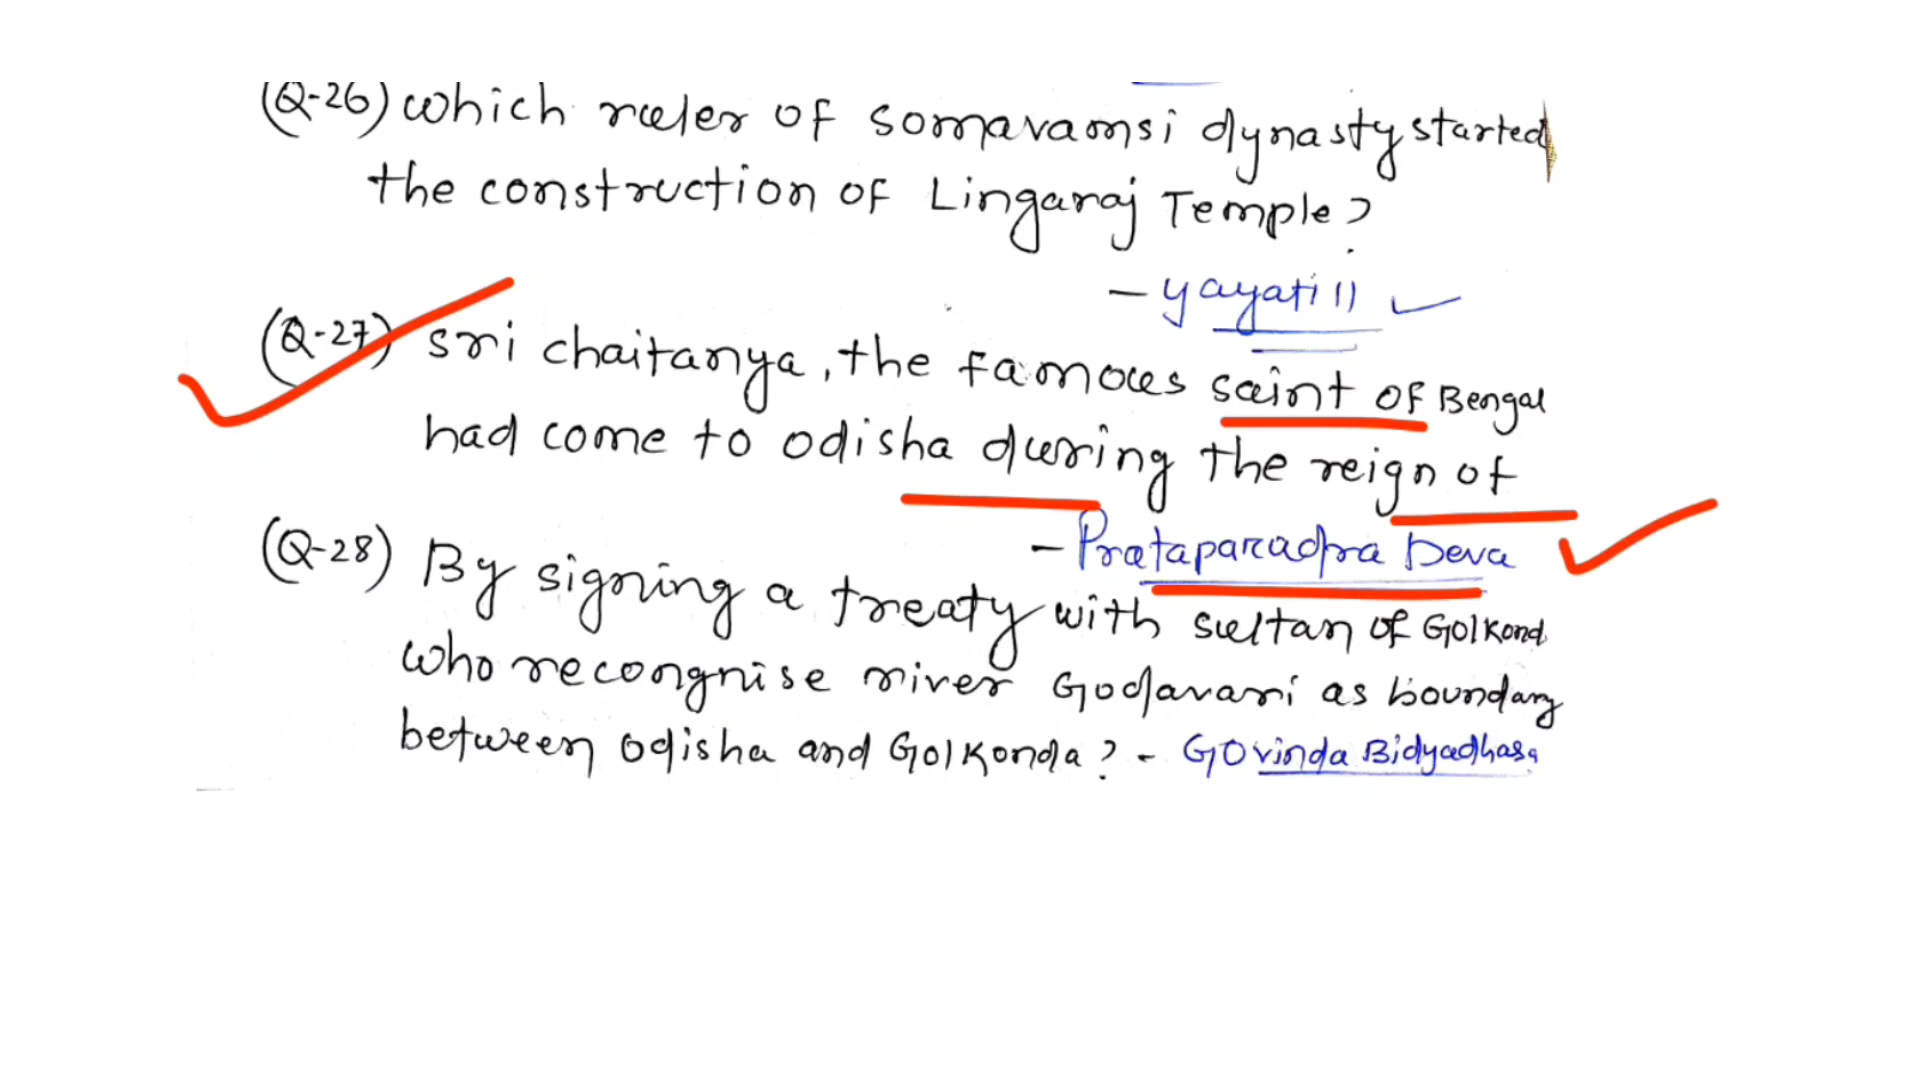 (Q-26) which ruler of somavamsi dynasty started
the construction of Lingaraj Temple?
- yayati II
(Q-27) sri chaitanya, the famous saint of Bengal
had come to odisha during the reign of
- Prataparadra Deva
(Q-28) By signing a treaty with sultan of Golkond
who recongnise river Godavari as boundary
between odisha and Golkonda? - Govinda Bidyadhara